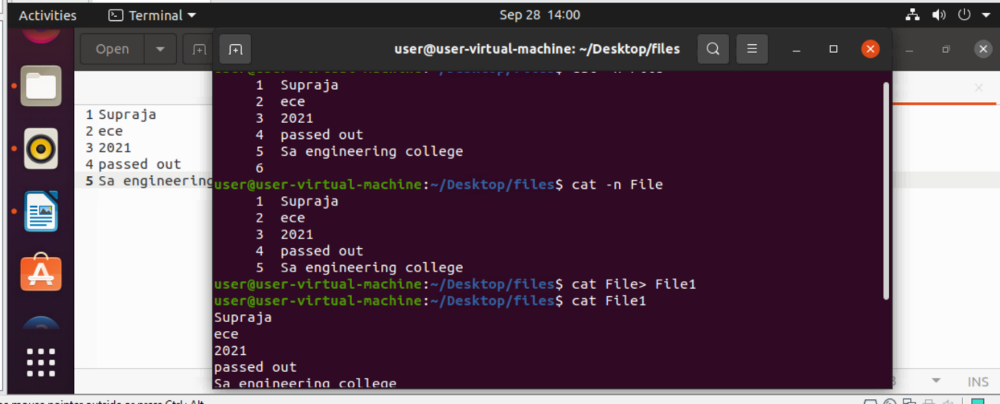 Activities Terminal Sep 28 14:00
Open user@user-virtual-machine: ~/Desktop/files
1 Supraja
2 ece
3 2021
4 passed out
5 Sa engineering
1 Supraja
2 ece
3 2021
4 passed out
5 Sa engineering college
6
user@user-virtual-machine:~/Desktop/files$ cat -n File
1 Supraja
2 ece
3 2021
4 passed out
5 Sa engineering college
user@user-virtual-machine:~/Desktop/files$ cat File> File1
user@user-virtual-machine:~/Desktop/files$ cat File1
Supraja
ece
2021
passed out
Sa engineering college
INS
mouse pointer outside or press Ctrl+Alt